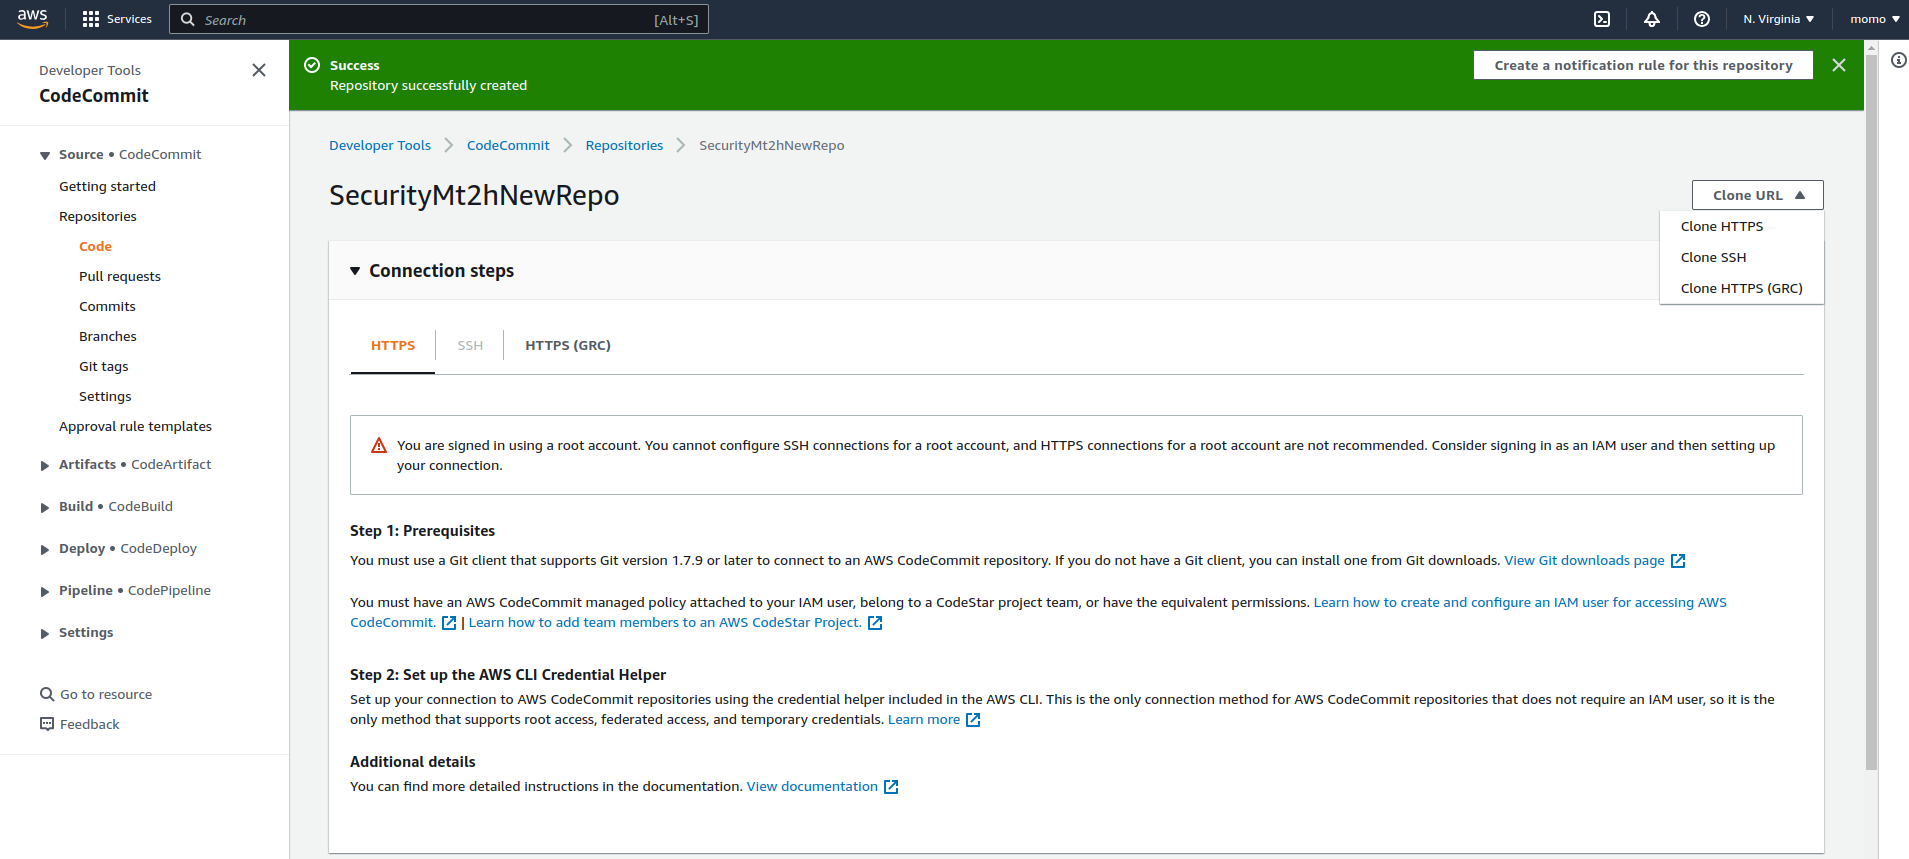 aws
Services
Search
[Alt+S]
N. Virginia
momo
Developer Tools
CodeCommit
Source • CodeCommit
Getting started
Repositories
Code
Pull requests
Commits
Branches
Git tags
Settings
Approval rule templates
Artifacts • CodeArtifact
Build • CodeBuild
Deploy • CodeDeploy
Pipeline • CodePipeline
Settings
Go to resource
Feedback
Success
Repository successfully created
Create a notification rule for this repository
Developer Tools
CodeCommit
Repositories
SecurityMt2hNewRepo
SecurityMt2hNewRepo
Clone URL
Clone HTTPS
Clone SSH
Clone HTTPS (GRC)
Connection steps
HTTPS
SSH
HTTPS (GRC)
You are signed in using a root account. You cannot configure SSH connections for a root account, and HTTPS connections for a root account are not recommended. Consider signing in as an IAM user and then setting up
your connection.
Step 1: Prerequisites
You must use a Git client that supports Git version 1.7.9 or later to connect to an AWS CodeCommit repository. If you do not have a Git client, you can install one from Git downloads. View Git downloads page
You must have an AWS CodeCommit managed policy attached to your IAM user, belong to a CodeStar project team, or have the equivalent permissions. Learn how to create and configure an IAM user for accessing AWS
CodeCommit. | Learn how to add team members to an AWS CodeStar Project.
Step 2: Set up the AWS CLI Credential Helper
Set up your connection to AWS CodeCommit repositories using the credential helper included in the AWS CLI. This is the only connection method for AWS CodeCommit repositories that does not require an IAM user, so it is the
only method that supports root access, federated access, and temporary credentials. Learn more
Additional details
You can find more detailed instructions in the documentation. View documentation